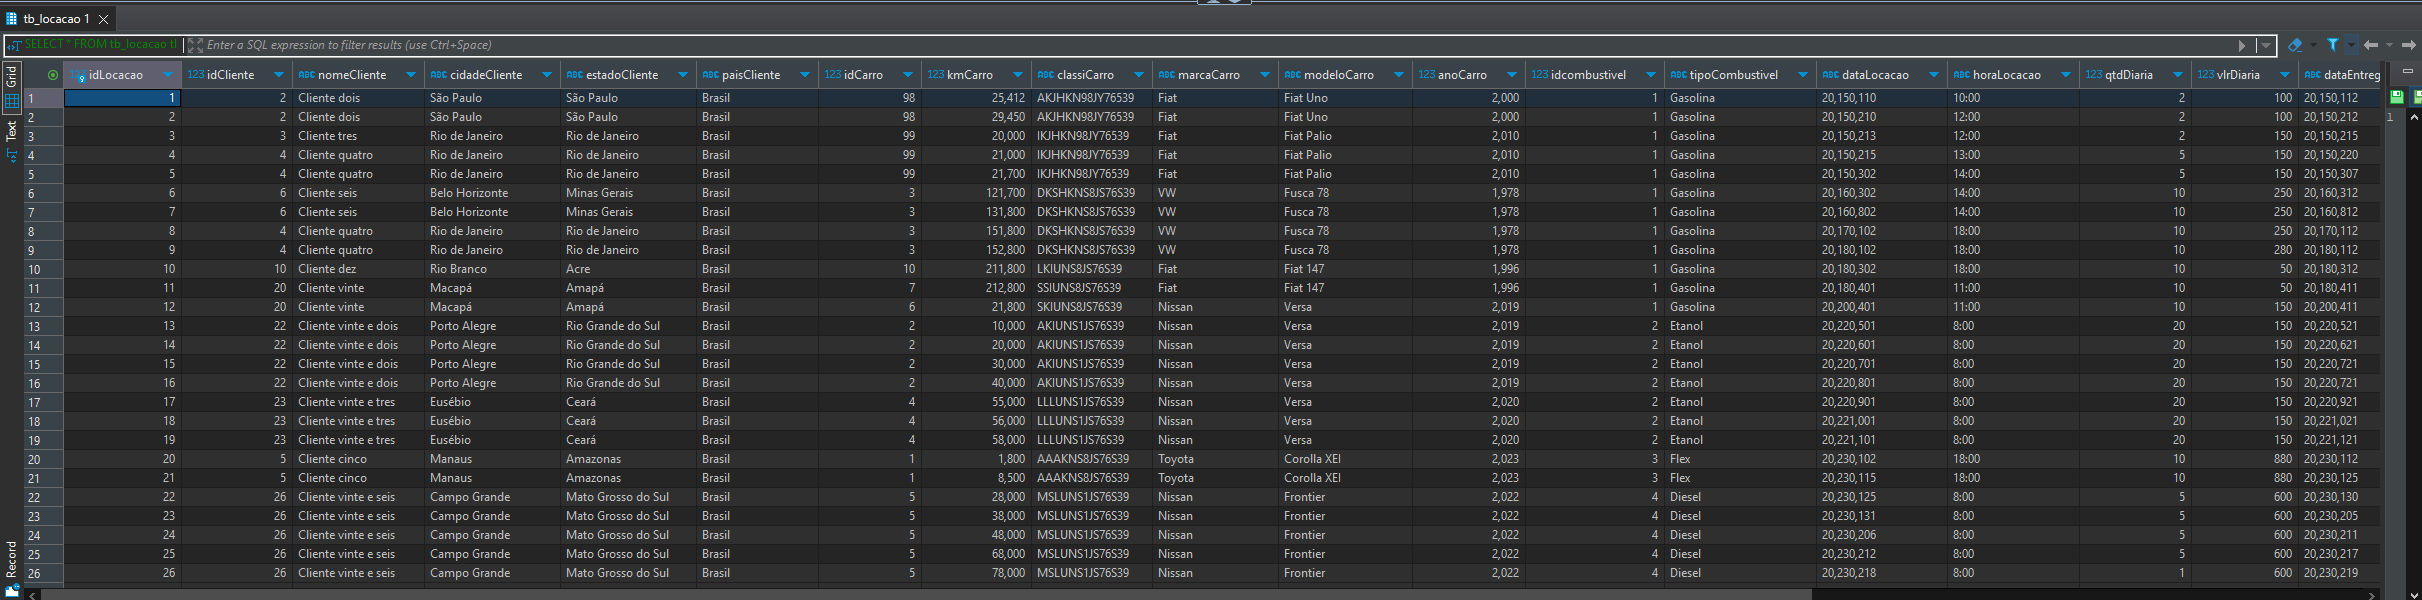 tb_locacao 1
SELECT * FROM tb_locacao tl Enter a SQL expression to filter results (use Ctrl+Space)
Grid
Text
Record
idLocacao 123 idCliente ABC nomeCliente ABC cidadeCliente ABC estadoCliente ABC paisCliente 123 idCarro 123 kmCarro ABC classiCarro ABC marcaCarro ABC modeloCarro 123 anoCarro 123 idcombustivel ABC tipoCombustivel 123 dataLocacao ABC horaLocacao 123 qtdDiaria 123 vlrDiaria 123 dataEntreg
1 1 2 Cliente dois São Paulo São Paulo Brasil 98 25,412 AKJHKN98JY76539 Fiat Fiat Uno 2,000 1 Gasolina 20,150,110 10:00 2 100 20,150,112
2 2 2 Cliente dois São Paulo São Paulo Brasil 98 29,450 AKJHKN98JY76539 Fiat Fiat Uno 2,000 1 Gasolina 20,150,210 12:00 2 100 20,150,212
3 3 3 Cliente tres Rio de Janeiro Rio de Janeiro Brasil 99 20,000 IKJHKN98JY76539 Fiat Fiat Palio 2,010 1 Gasolina 20,150,213 12:00 2 150 20,150,215
4 4 4 Cliente quatro Rio de Janeiro Rio de Janeiro Brasil 99 21,000 IKJHKN98JY76539 Fiat Fiat Palio 2,010 1 Gasolina 20,150,215 13:00 5 150 20,150,220
5 5 4 Cliente quatro Rio de Janeiro Rio de Janeiro Brasil 99 21,700 IKJHKN98JY76539 Fiat Fiat Palio 2,010 1 Gasolina 20,150,302 14:00 5 150 20,150,307
6 6 6 Cliente seis Belo Horizonte Minas Gerais Brasil 3 121,700 DKSHKNS8JS76S39 VW Fusca 78 1,978 1 Gasolina 20,160,302 14:00 10 250 20,160,312
7 7 6 Cliente seis Belo Horizonte Minas Gerais Brasil 3 131,800 DKSHKNS8JS76S39 VW Fusca 78 1,978 1 Gasolina 20,160,802 14:00 10 250 20,160,812
8 8 4 Cliente quatro Rio de Janeiro Rio de Janeiro Brasil 3 151,800 DKSHKNS8JS76S39 VW Fusca 78 1,978 1 Gasolina 20,170,102 18:00 10 250 20,170,112
9 9 4 Cliente quatro Rio de Janeiro Rio de Janeiro Brasil 3 152,800 DKSHKNS8JS76S39 VW Fusca 78 1,978 1 Gasolina 20,180,102 18:00 10 280 20,180,112
10 10 10 Cliente dez Rio Branco Acre Brasil 10 211,800 LKIUNS8JS76S39 Fiat Fiat 147 1,996 1 Gasolina 20,180,302 18:00 10 50 20,180,312
11 11 20 Cliente vinte Macapá Amapá Brasil 7 212,800 SSIUNS8JS76S39 Fiat Fiat 147 1,996 1 Gasolina 20,180,401 11:00 10 50 20,180,411
12 12 20 Cliente vinte Macapá Amapá Brasil 6 21,800 SKIUNS8JS76S39 Nissan Versa 2,019 1 Gasolina 20,200,401 11:00 10 150 20,200,411
13 13 22 Cliente vinte e dois Porto Alegre Rio Grande do Sul Brasil 2 10,000 AKIUNS1JS76S39 Nissan Versa 2,019 2 Etanol 20,220,501 8:00 20 150 20,220,521
14 14 22 Cliente vinte e dois Porto Alegre Rio Grande do Sul Brasil 2 20,000 AKIUNS1JS76S39 Nissan Versa 2,019 2 Etanol 20,220,601 8:00 20 150 20,220,621
15 15 22 Cliente vinte e dois Porto Alegre Rio Grande do Sul Brasil 2 30,000 AKIUNS1JS76S39 Nissan Versa 2,019 2 Etanol 20,220,701 8:00 20 150 20,220,721
16 16 22 Cliente vinte e dois Porto Alegre Rio Grande do Sul Brasil 2 40,000 AKIUNS1JS76S39 Nissan Versa 2,019 2 Etanol 20,220,801 8:00 20 150 20,220,721
17 17 23 Cliente vinte e tres Eusébio Ceará Brasil 4 55,000 LLLUNS1JS76S39 Nissan Versa 2,020 2 Etanol 20,220,901 8:00 20 150 20,220,921
18 18 23 Cliente vinte e tres Eusébio Ceará Brasil 4 56,000 LLLUNS1JS76S39 Nissan Versa 2,020 2 Etanol 20,221,001 8:00 20 150 20,221,021
19 19 23 Cliente vinte e tres Eusébio Ceará Brasil 4 58,000 LLLUNS1JS76S39 Nissan Versa 2,020 2 Etanol 20,221,101 8:00 20 150 20,221,121
20 20 5 Cliente cinco Manaus Amazonas Brasil 1 1,800 AAAKNS8JS76S39 Toyota Corolla XEI 2,023 3 Flex 20,230,102 18:00 10 880 20,230,112
21 21 5 Cliente cinco Manaus Amazonas Brasil 1 8,500 AAAKNS8JS76S39 Toyota Corolla XEI 2,023 3 Flex 20,230,115 18:00 10 880 20,230,125
22 22 26 Cliente vinte e seis Campo Grande Mato Grosso do Sul Brasil 5 28,000 MSLUNS1JS76S39 Nissan Frontier 2,022 4 Diesel 20,230,125 8:00 5 600 20,230,130
23 23 26 Cliente vinte e seis Campo Grande Mato Grosso do Sul Brasil 5 38,000 MSLUNS1JS76S39 Nissan Frontier 2,022 4 Diesel 20,230,131 8:00 5 600 20,230,205
24 24 26 Cliente vinte e seis Campo Grande Mato Grosso do Sul Brasil 5 48,000 MSLUNS1JS76S39 Nissan Frontier 2,022 4 Diesel 20,230,206 8:00 5 600 20,230,211
25 25 26 Cliente vinte e seis Campo Grande Mato Grosso do Sul Brasil 5 68,000 MSLUNS1JS76S39 Nissan Frontier 2,022 4 Diesel 20,230,212 8:00 5 600 20,230,217
26 26 26 Cliente vinte e seis Campo Grande Mato Grosso do Sul Brasil 5 78,000 MSLUNS1JS76S39 Nissan Frontier 2,022 4 Diesel 20,230,218 8:00 1 600 20,230,219
1